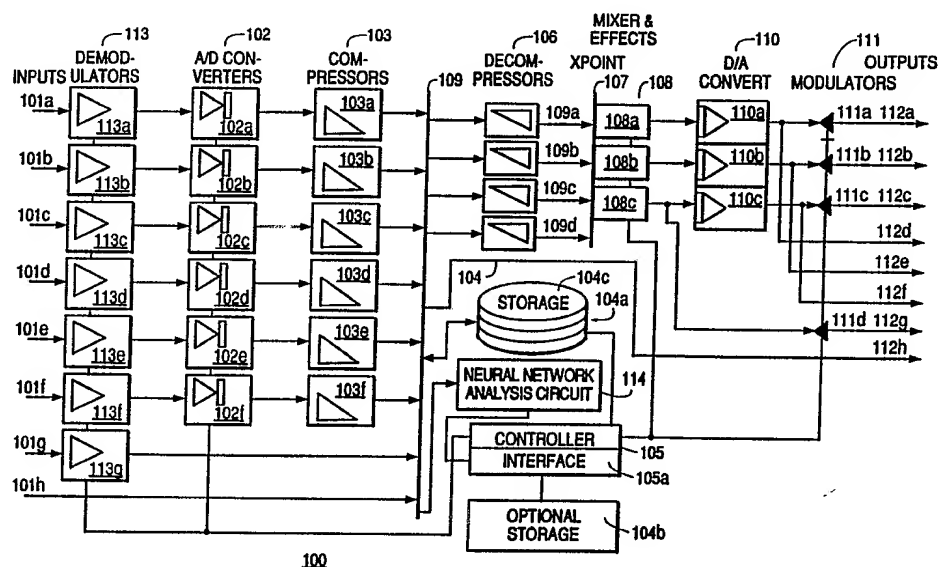 MIXER &
EFFECTS
113
102
103
106
XPOINT
110
111
OUTPUTS
DEMOD-
ULATORS
A/D CON-
VERTERS
COM-
PRESSORS
109
DECOM-
PRESSORS
107
108
D/A
CONVERT
MODULATORS
INPUTS
101a
113a
102a
103a
109a
108a
110a
111a 112a
101b
113b
102b
103b
109b
108b
110b
111b 112b
101c
113c
102c
103c
109c
108c
110c
111c 112c
109d
112d
101d
113d
102d
103d
104
104c
STORAGE
104a
112e
112f
101e
113e
102e
103e
111d 112g
112h
NEURAL NETWORK
ANALYSIS CIRCUIT
114
101f
113f
102f
103f
CONTROLLER
105
INTERFACE
105a
101g
113g
101h
OPTIONAL
STORAGE
104b
100